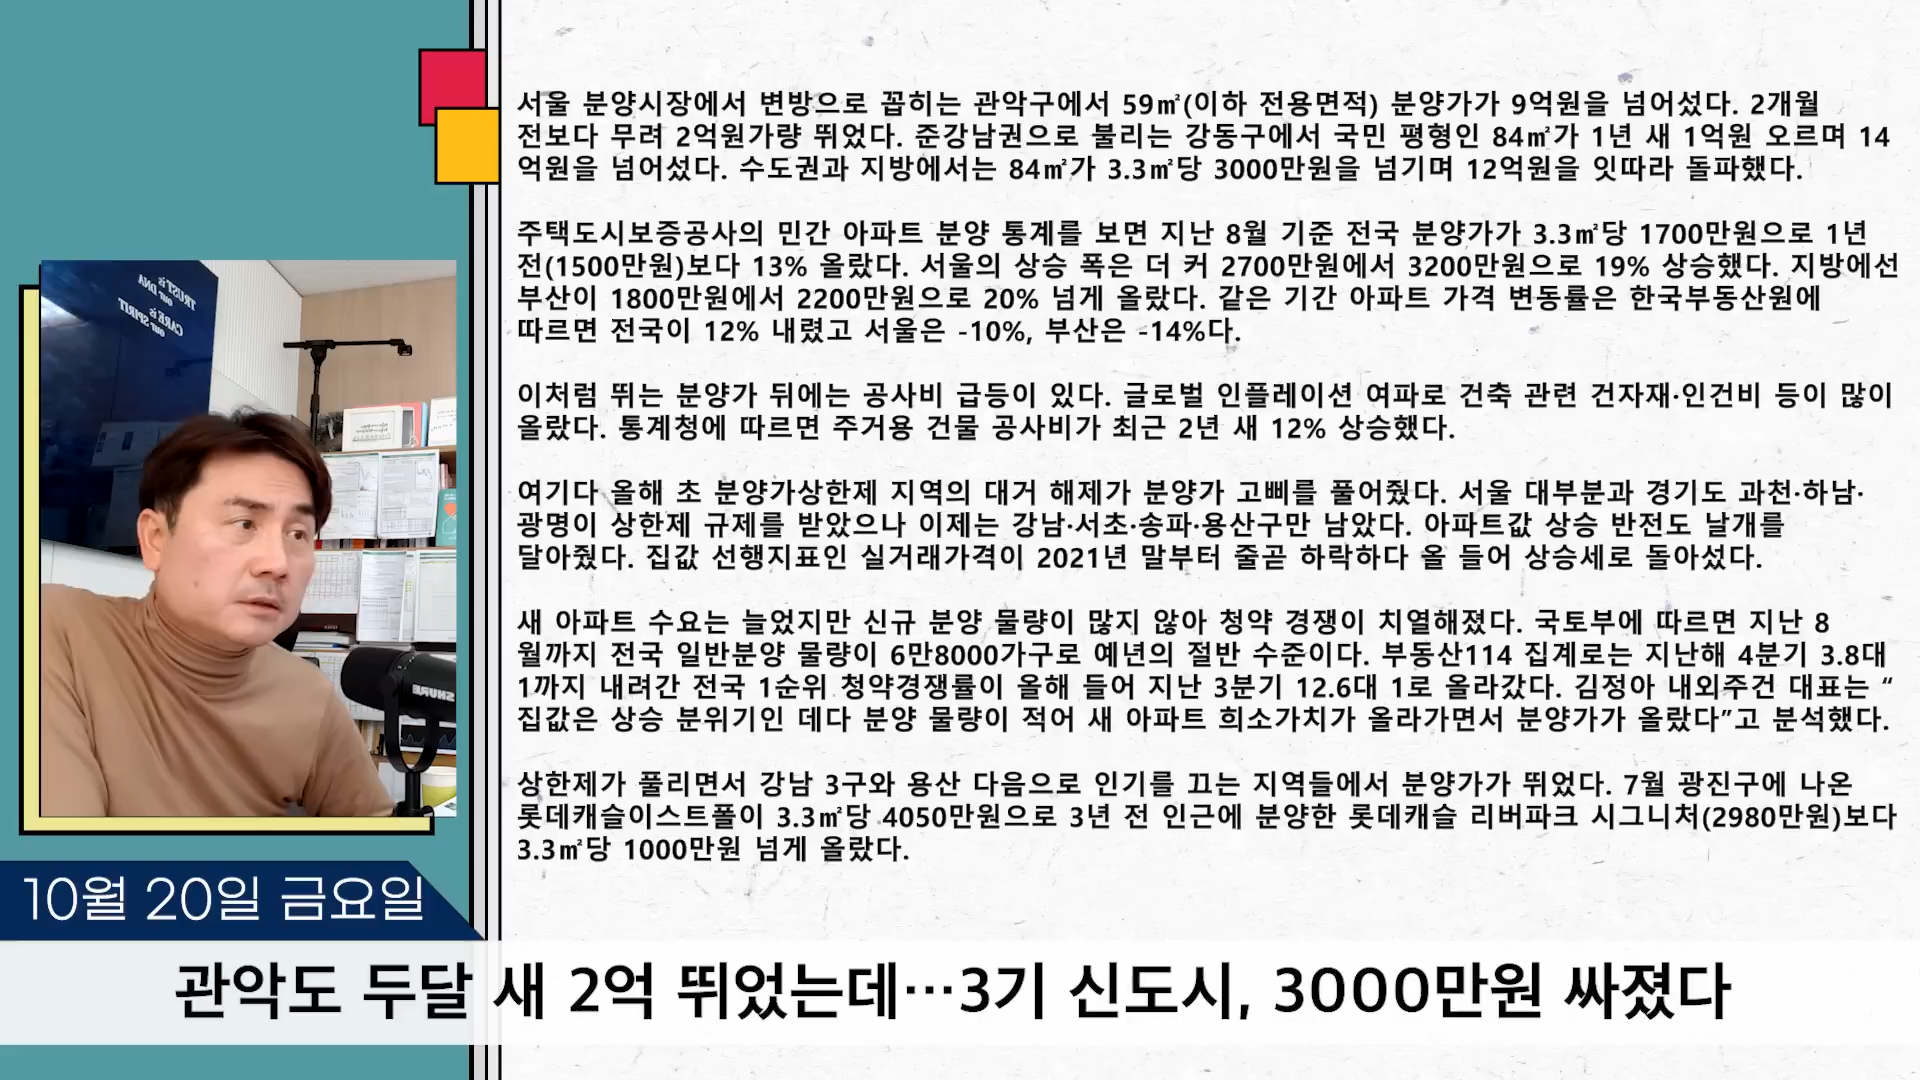 서울 분양시장에서 변방으로 꼽히는 관악구에서 59㎡(이하 전용면적) 분양가가 9억원을 넘어섰다. 2개월
전보다 무려 2억원가량 뛰었다. 준강남권으로 불리는 강동구에서 국민 평형인 84㎡가 1년 새 1억원 오르며 14
억원을 넘어섰다. 수도권과 지방에서는 84㎡가 3.3㎡당 3000만원을 넘기며 12억원을 잇따라 돌파했다.
주택도시보증공사의 민간 아파트 분양 통계를 보면 지난 8월 기준 전국 분양가가 3.3㎡당 1700만원으로 1년
전(1500만원)보다 13% 올랐다. 서울의 상승 폭은 더 커 2700만원에서 3200만원으로 19% 상승했다. 지방에선
부산이 1800만원에서 2200만원으로 20% 넘게 올랐다. 같은 기간 아파트 가격 변동률은 한국부동산원에
따르면 전국이 12% 내렸고 서울은 -10%, 부산은 -14%다.
이처럼 뛰는 분양가 뒤에는 공사비 급등이 있다. 글로벌 인플레이션 여파로 건축 관련 건자재·인건비 등이 많이
올랐다. 통계청에 따르면 주거용 건물 공사비가 최근 2년 새 12% 상승했다.
여기다 올해 초 분양가상한제 지역의 대거 해제가 분양가 고삐를 풀어줬다. 서울 대부분과 경기도 과천·하남·
광명이 상한제 규제를 받았으나 이제는 강남·서초·송파·용산구만 남았다. 아파트값 상승 반전도 날개를
달아줬다. 집값 선행지표인 실거래가격이 2021년 말부터 줄곧 하락하다 올 들어 상승세로 돌아섰다.
새 아파트 수요는 늘었지만 신규 분양 물량이 많지 않아 청약 경쟁이 치열해졌다. 국토부에 따르면 지난 8
월까지 전국 일반분양 물량이 6만8000가구로 예년의 절반 수준이다. 부동산114 집계로는 지난해 4분기 3.8대
1까지 내려간 전국 1순위 청약경쟁률이 올해 들어 지난 3분기 12.6대 1로 올라갔다. 김정아 내외주건 대표는 “
집값은 상승 분위기인 데다 분양 물량이 적어 새 아파트 희소가치가 올라가면서 분양가가 올랐다”고 분석했다.
상한제가 풀리면서 강남 3구와 용산 다음으로 인기를 끄는 지역들에서 분양가가 뛰었다. 7월 광진구에 나온
롯데캐슬이스트폴이 3.3㎡당 4050만원으로 3년 전 인근에 분양한 롯데캐슬 리버파크 시그니처(2980만원)보다
3.3㎡당 1000만원 넘게 올랐다.
TRUST is
our DNA
CARE is
our SPIRIT
SHURE
10월 20일 금요일
관악도 두달 새 2억 뛰었는데…3기 신도시, 3000만원 싸졌다